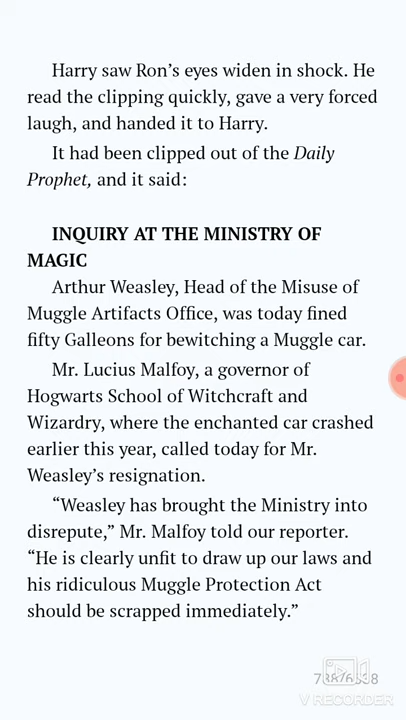 Harry saw Ron’s eyes widen in shock. He
read the clipping quickly, gave a very forced
laugh, and handed it to Harry.
It had been clipped out of the Daily
Prophet, and it said:
INQUIRY AT THE MINISTRY OF
MAGIC
Arthur Weasley, Head of the Misuse of
Muggle Artifacts Office, was today fined
fifty Galleons for bewitching a Muggle car.
Mr. Lucius Malfoy, a governor of
Hogwarts School of Witchcraft and
Wizardry, where the enchanted car crashed
earlier this year, called today for Mr.
Weasley’s resignation.
“Weasley has brought the Ministry into
disrepute,” Mr. Malfoy told our reporter.
“He is clearly unfit to draw up our laws and
his ridiculous Muggle Protection Act
should be scrapped immediately.”
V RECORDER